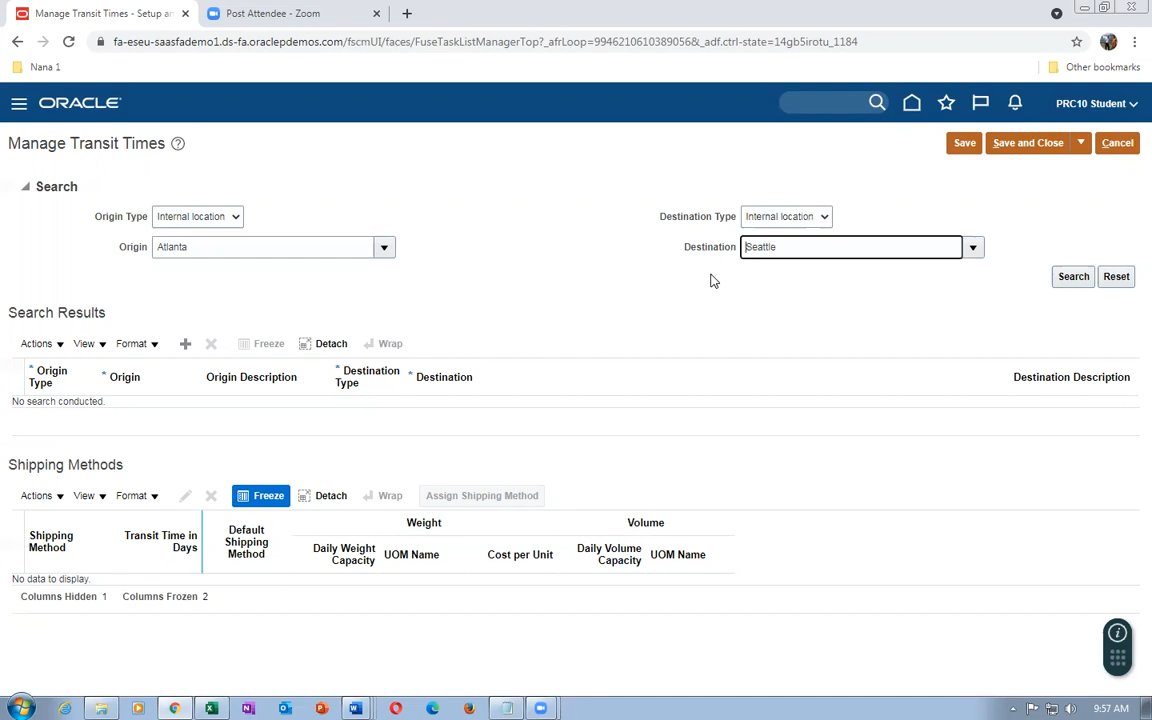 Manage Transit Times - Setup an
Post Attendee - Zoom
fa-eseu-saasfademo1.ds-fa.oraclepdemos.com/fscmUI/faces/FuseTaskListManagerTop?_afrLoop=99462106103890568&_adf.ctrl-state=14gb5irotu_1184
Nana 1
Other bookmarks
ORACLE
PRC10 Student
Manage Transit Times
Save
Save and Close
Cancel
Search
Origin Type Internal location
Destination Type Internal location
Origin Atlanta
Destination Seattle
Search Reset
Search Results
Actions View Format Freeze Detach Wrap
* Origin Type * Origin Origin Description * Destination Type * Destination Destination Description
No search conducted.
Shipping Methods
Actions View Format Freeze Detach Wrap Assign Shipping Method
Weight Volume
Shipping Method Transit Time in Days Default Shipping Method Daily Weight Capacity UOM Name Cost per Unit Daily Volume Capacity UOM Name
No data to display.
Columns Hidden 1 Columns Frozen 2
9:57 AM